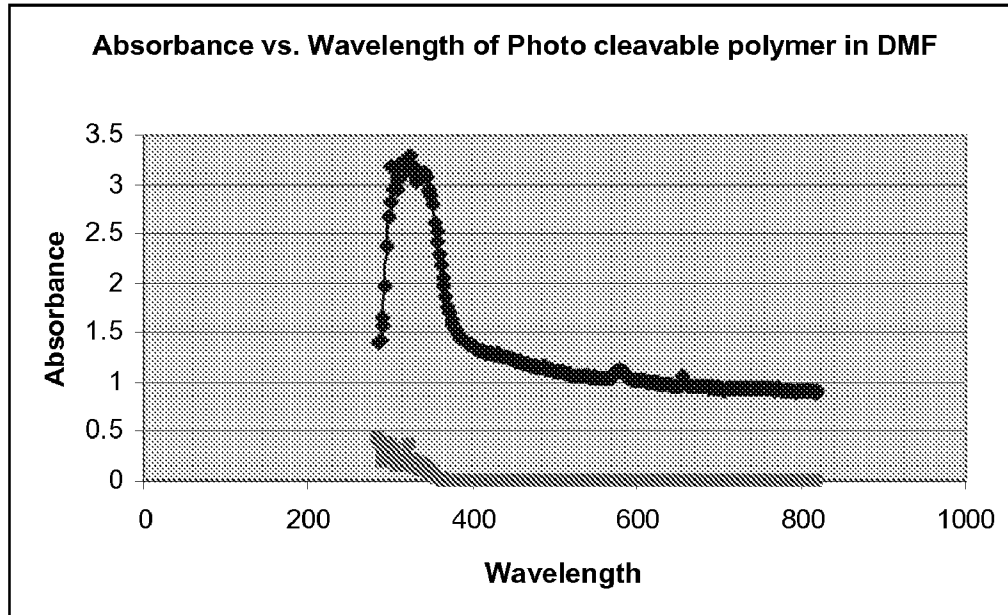 Absorbance vs. Wavelength of Photo cleavable polymer in DMF
Absorbance
3.5
3
2.5
2
1.5
1
0.5
0
0 200 400 600 800 1000
Wavelength